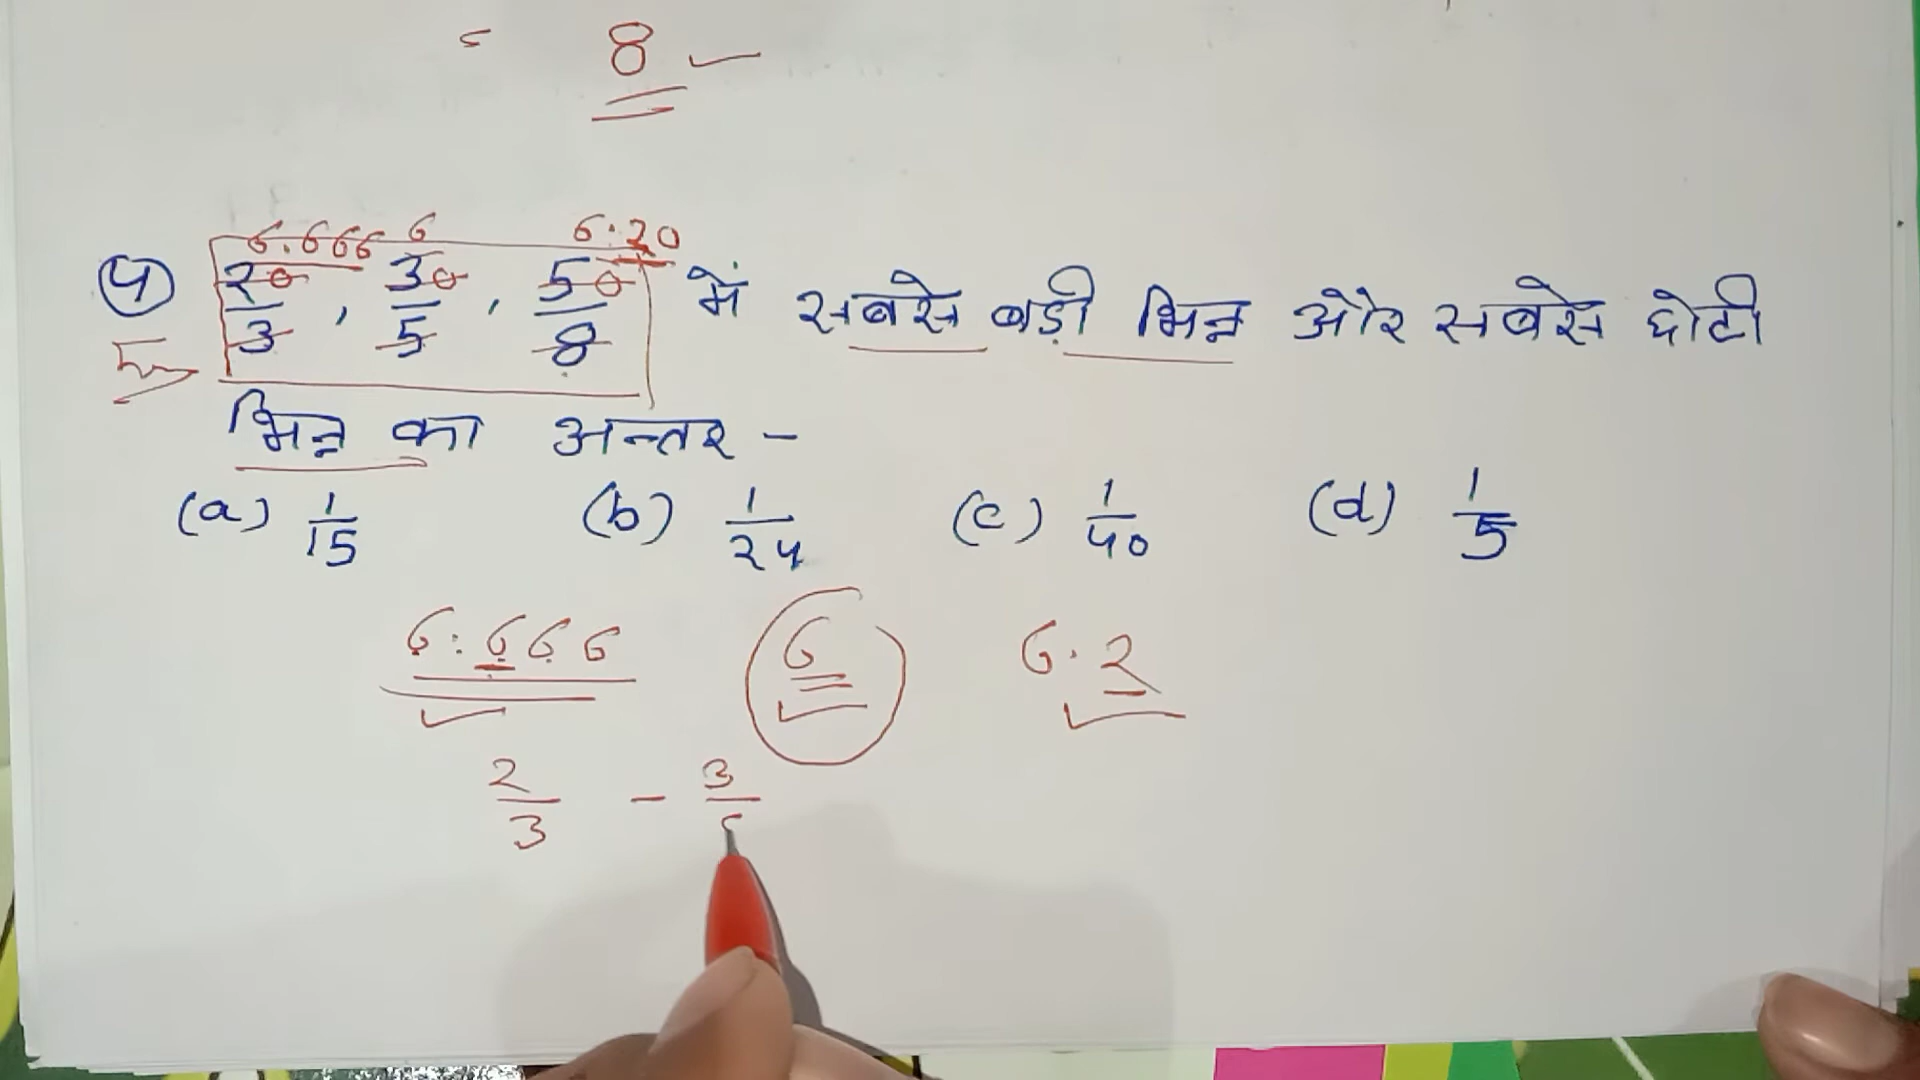 = 8
6.666 6 6.20
(4) 20/3, 30/5, 50/8 में सबसे बड़ी भिन्न और सबसे छोटी
भिन्न का अन्तर -
(a) 1/15 (b) 1/24 (c) 1/40 (d) 1/5
6.666 6 6.2
2/3 - 3/